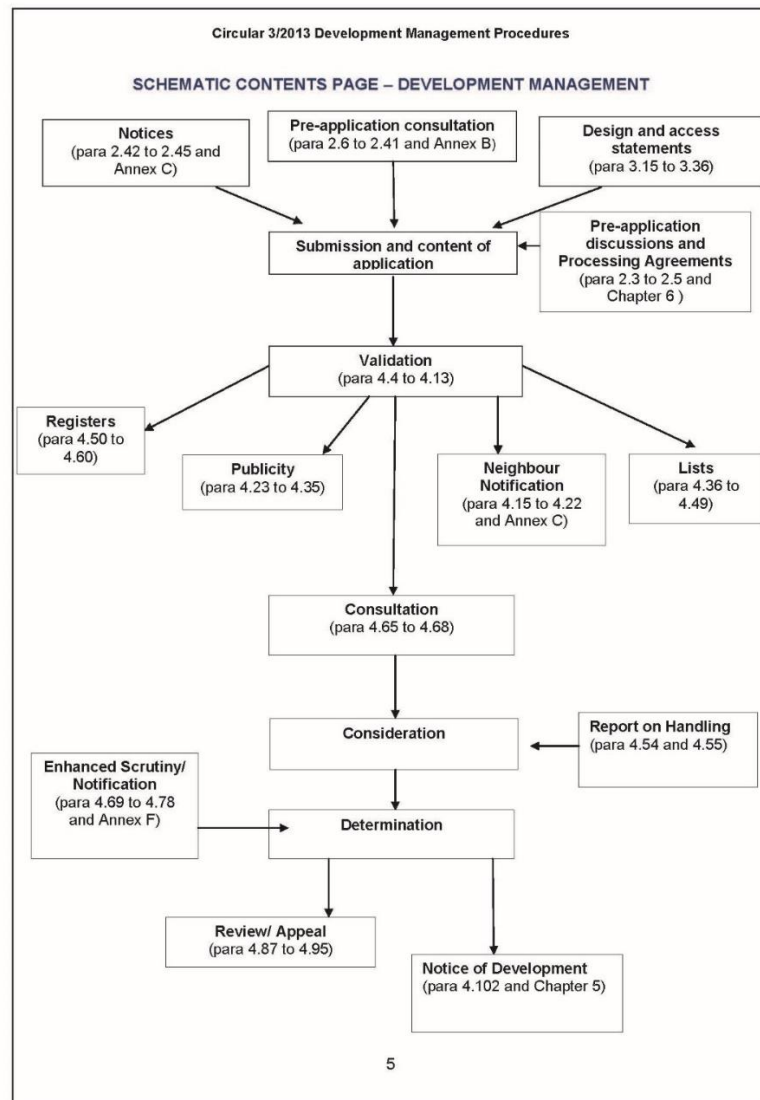 Circular 3/2013 Development Management Procedures
SCHEMATIC CONTENTS PAGE – DEVELOPMENT MANAGEMENT
Notices
(para 2.42 to 2.45 and
Annex C)
Pre-application consultation
(para 2.6 to 2.41 and Annex B)
Design and access
statements
(para 3.15 to 3.36)
Submission and content of
application
Pre-application
discussions and
Processing Agreements
(para 2.3 to 2.5 and
Chapter 6 )
Validation
(para 4.4 to 4.13)
Registers
(para 4.50 to
4.60)
Publicity
(para 4.23 to 4.35)
Neighbour
Notification
(para 4.15 to 4.22
and Annex C)
Lists
(para 4.36 to
4.49)
Consultation
(para 4.65 to 4.68)
Consideration
Report on Handling
(para 4.54 and 4.55)
Enhanced Scrutiny/
Notification
(para 4.69 to 4.78
and Annex F)
Determination
Review/ Appeal
(para 4.87 to 4.95)
Notice of Development
(para 4.102 and Chapter 5)
5